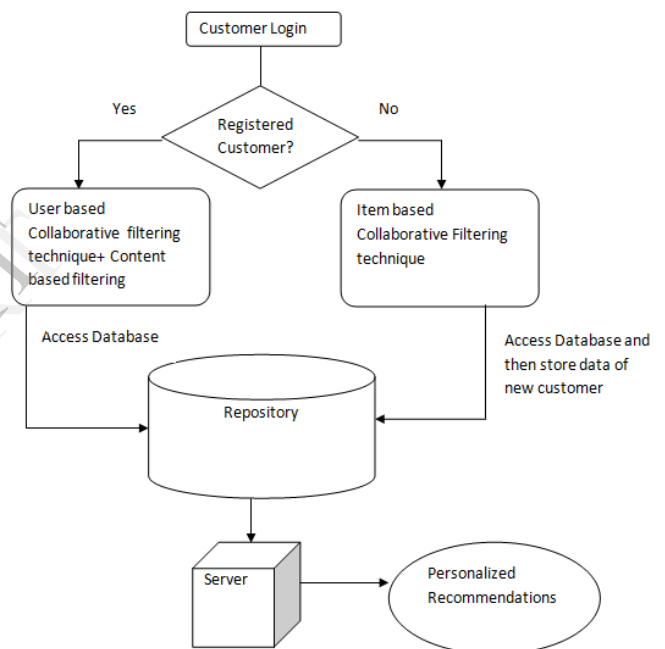 Customer Login
Yes
No
Registered
Customer?
User based
Collaborative filtering
technique+ Content
based filtering
Item based
Collaborative Filtering
technique
Access Database
Access Database and
then store data of
new customer
Repository
Server
Personalized
Recommendations